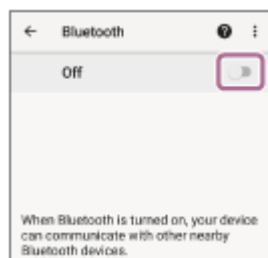 Bluetooth
Off
When Bluetooth is turned on, your device
can communicate with other nearby
Bluetooth devices.